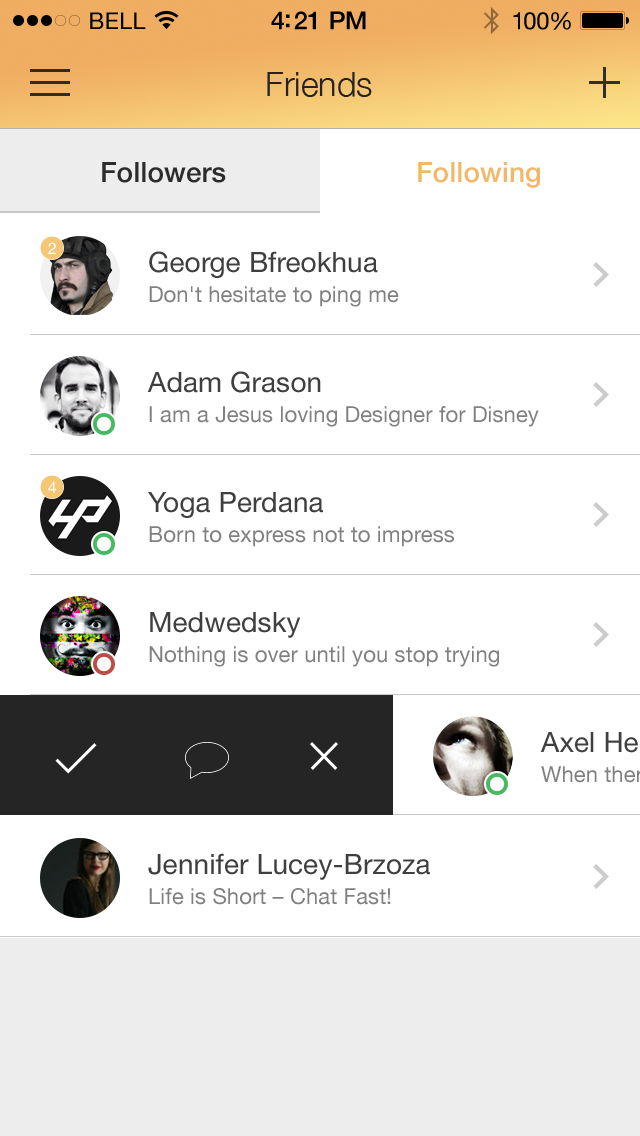 BELL 4:21 PM 100%
Friends
Followers Following
2
George Bfreokhua
Don't hesitate to ping me
Adam Grason
I am a Jesus loving Designer for Disney
4
Yoga Perdana
Born to express not to impress
Medwedsky
Nothing is over until you stop trying
Axel He
When ther
Jennifer Lucey-Brzoza
Life is Short – Chat Fast!